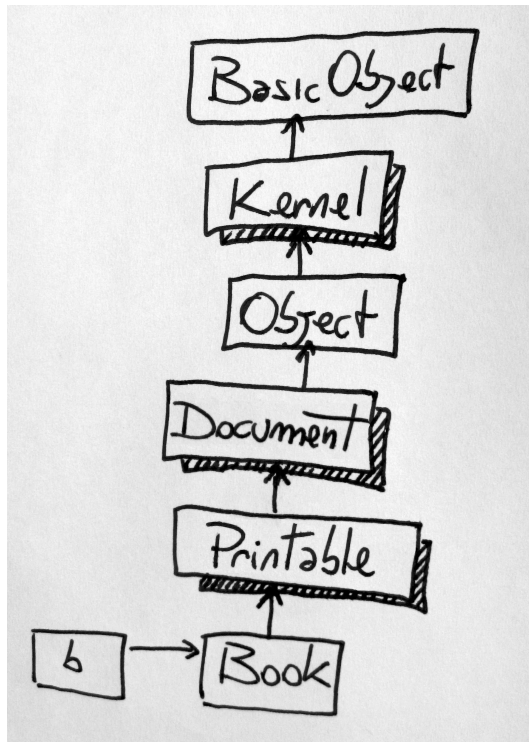 BasicObject
Kernel
Object
Document
Printable
b
Book